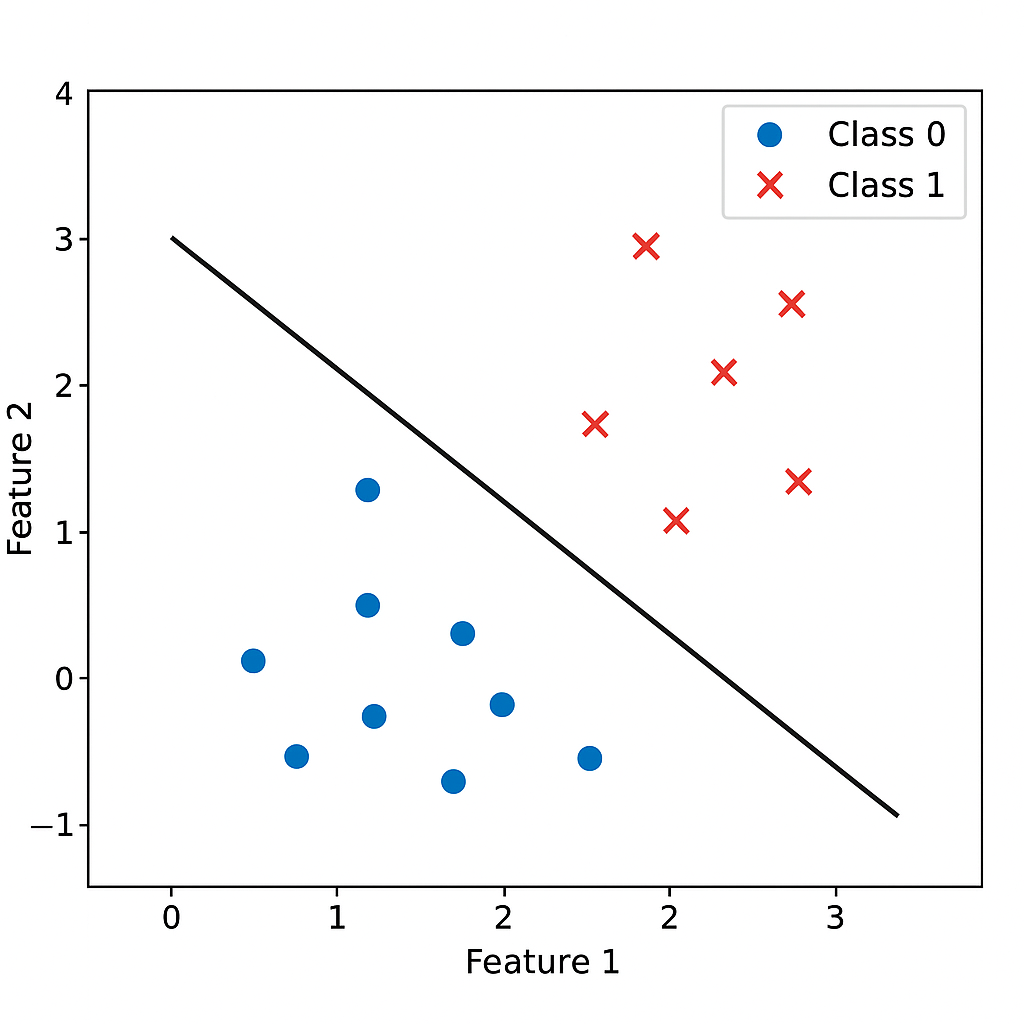 4
Class 0
Class 1
3
2
1
0
−1
Feature 2
0 1 2 2 3
Feature 1